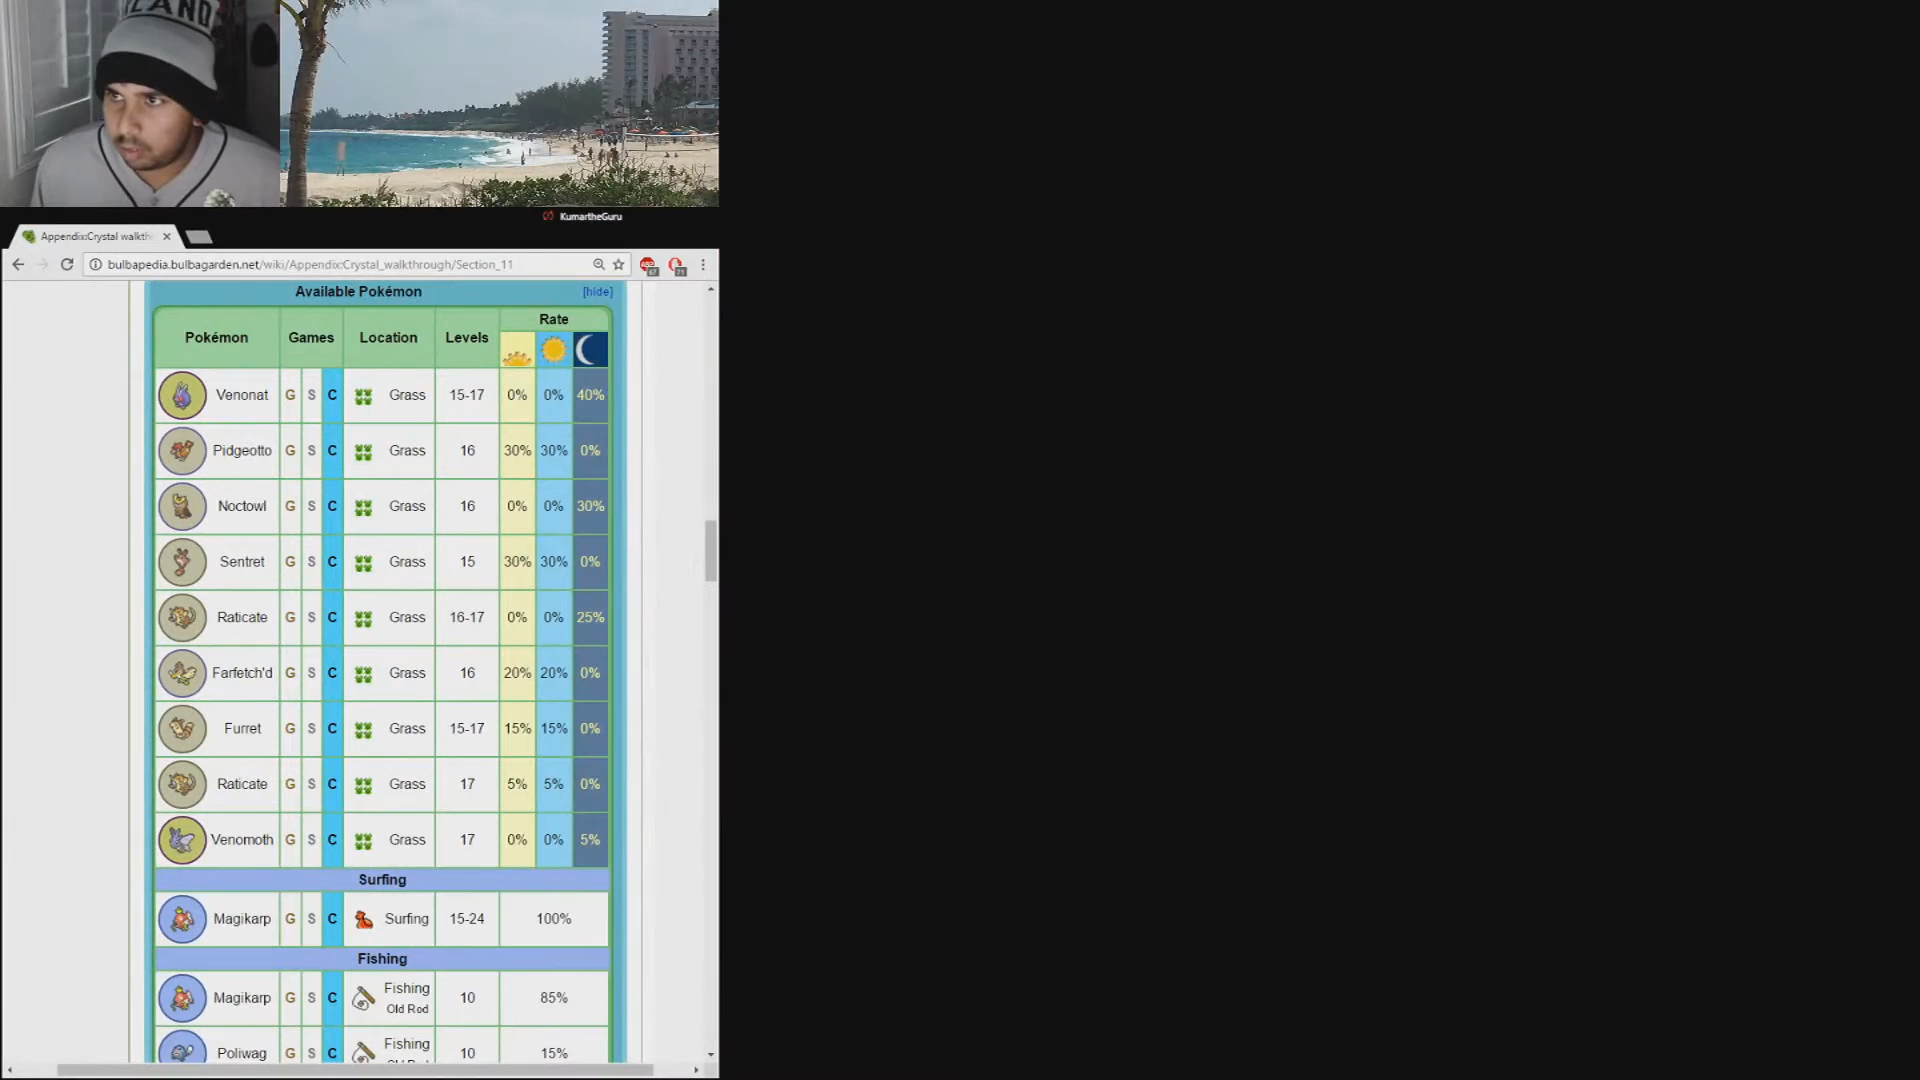 LAND
KumartheGuru
Appendix:Crystal walkth
bulbapedia.bulbagarden.net/wiki/Appendix:Crystal_walkthrough/Section_11
67
71
Available Pokémon [hide]
Pokémon Games Location Levels Rate
Venonat G S C Grass 15-17 0% 0% 40%
Pidgeotto G S C Grass 16 30% 30% 0%
Noctowl G S C Grass 16 0% 0% 30%
Sentret G S C Grass 15 30% 30% 0%
Raticate G S C Grass 16-17 0% 0% 25%
Farfetch'd G S C Grass 16 20% 20% 0%
Furret G S C Grass 15-17 15% 15% 0%
Raticate G S C Grass 17 5% 5% 0%
Venomoth G S C Grass 17 0% 0% 5%
Surfing
Magikarp G S C Surfing 15-24 100%
Fishing
Magikarp G S C Fishing Old Rod 10 85%
Poliwag G S C Fishing Old Rod 10 15%